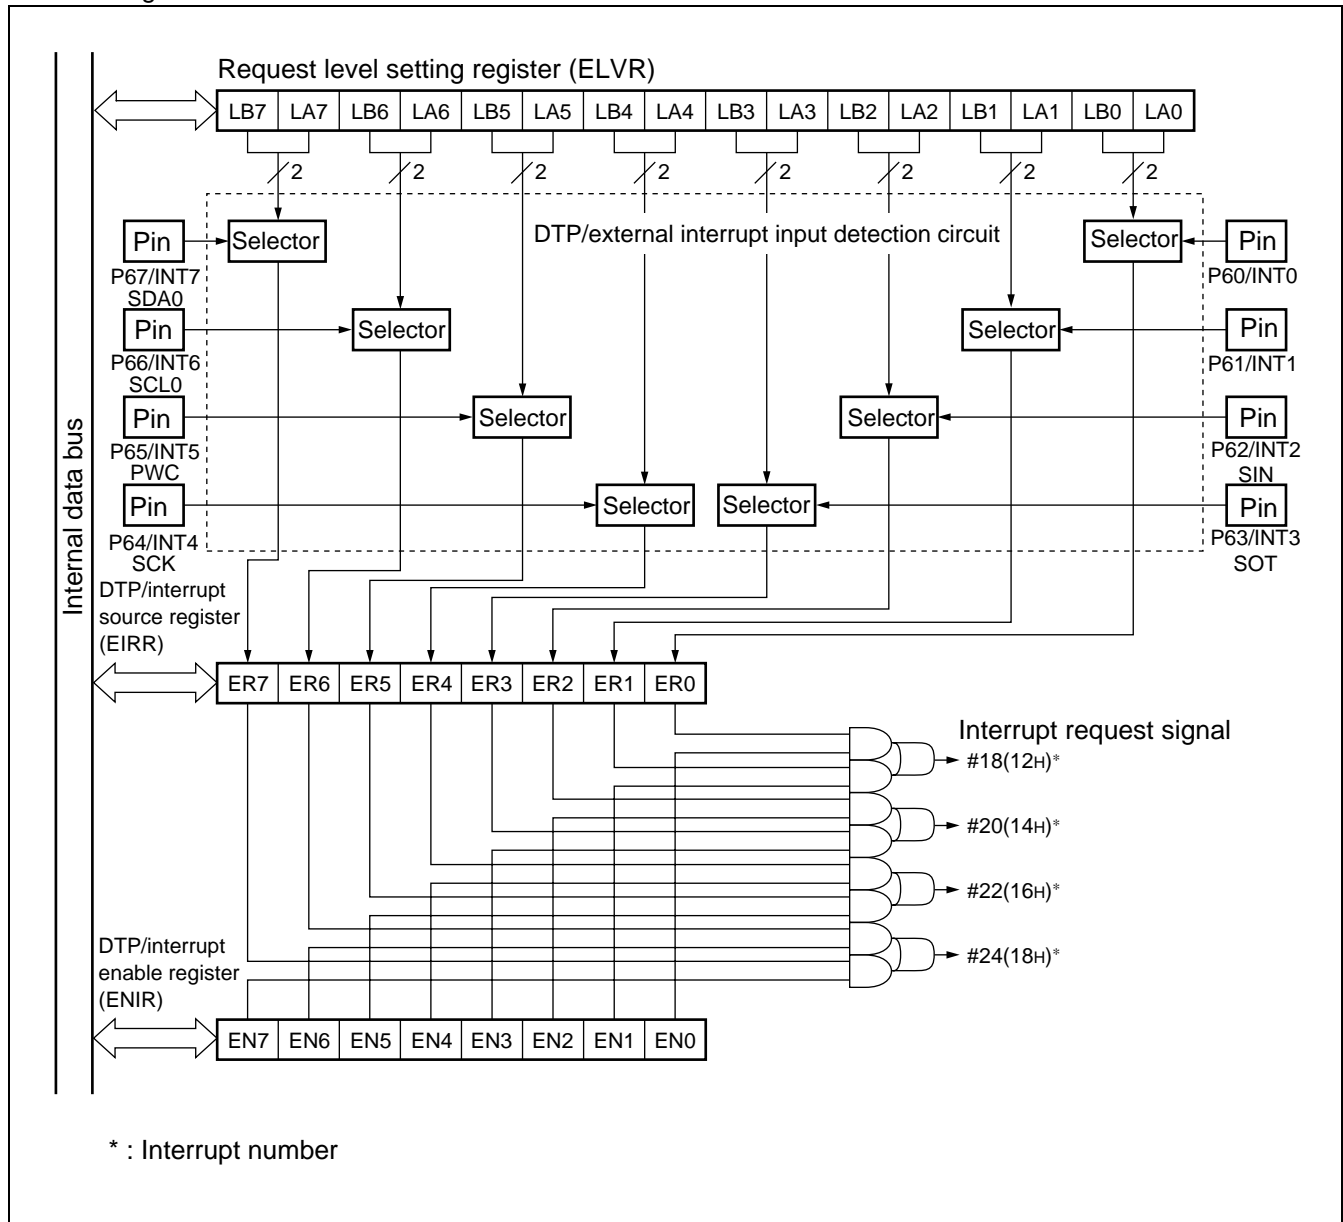 Request level setting register (ELVR)
LB7 LA7 LB6 LA6 LB5 LA5 LB4 LA4 LB3 LA3 LB2 LA2 LB1 LA1 LB0 LA0
2 2 2 2 2 2 2 2
DTP/external interrupt input detection circuit
Pin Selector Selector Pin
P67/INT7 P60/INT0
SDA0
Pin Selector Selector Pin
P66/INT6 P61/INT1
SCL0
Pin Selector Selector Pin
P65/INT5 P62/INT2
PWC SIN
Pin Selector Selector Pin
P64/INT4 P63/INT3
SCK SOT
Internal data bus
DTP/interrupt
source register
(EIRR)
ER7 ER6 ER5 ER4 ER3 ER2 ER1 ER0
Interrupt request signal
#18(12H)*
#20(14H)*
#22(16H)*
#24(18H)*
DTP/interrupt
enable register
(ENIR)
EN7 EN6 EN5 EN4 EN3 EN2 EN1 EN0
* : Interrupt number